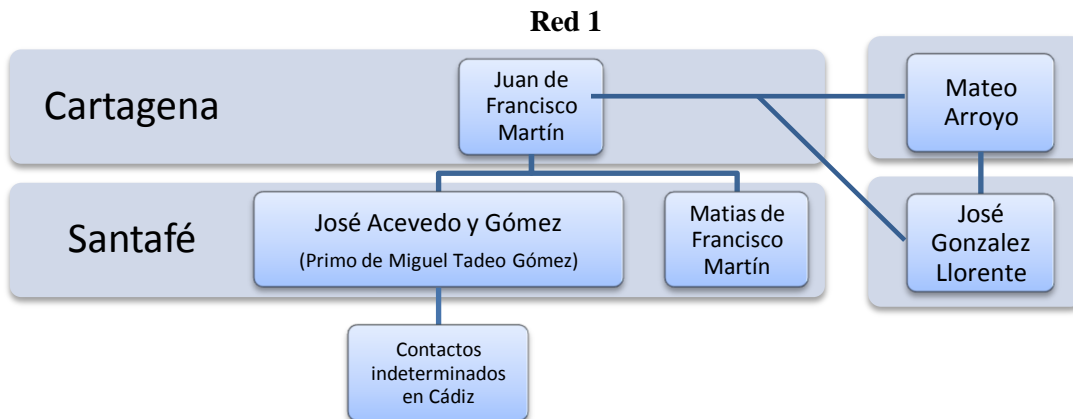 Red 1
Cartagena
Juan de
Francisco
Martín
Mateo
Arroyo
Santafé
José Acevedo y Gómez
(Primo de Miguel Tadeo Gómez)
Matias de
Francisco
Martín
José
Gonzalez
Llorente
Contactos
indeterminados
en Cádiz